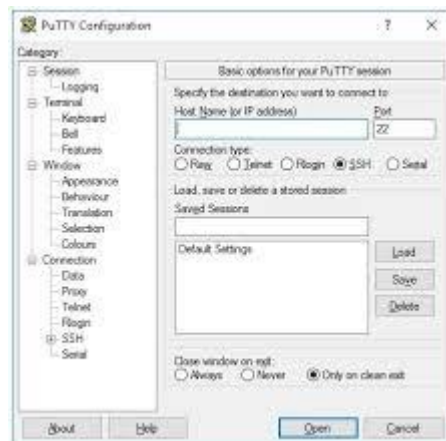 PuTTY Configuration
?
Category:
Session
Logging
Terminal
Keyboard
Bell
Features
Window
Appearance
Behaviour
Translation
Selection
Colours
Connection
Data
Proxy
Telnet
Rlogin
SSH
Serial
Basic options for your PuTTY session
Specify the destination you want to connect to
Host Name (or IP address) Port
22
Connection type:
Raw Telnet Rlogin SSH Serial
Load, save or delete a stored session
Saved Sessions
Default Settings
Load
Save
Delete
Close window on exit:
Always Never Only on clean exit
About Help Open Cancel